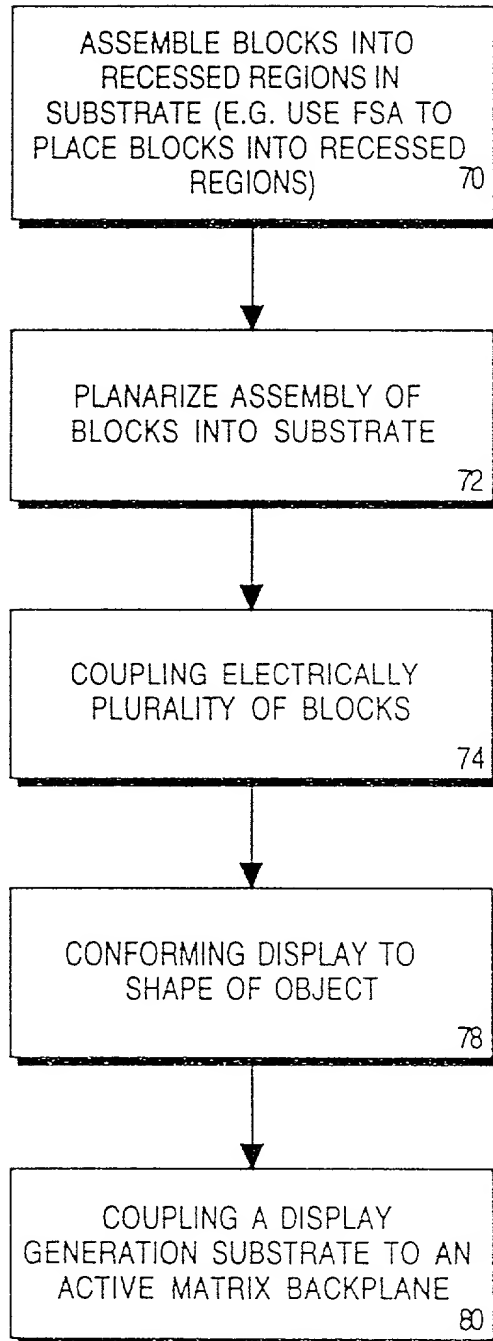 ASSEMBLE BLOCKS INTO
RECESSED REGIONS IN
SUBSTRATE (E.G. USE FSA TO
PLACE BLOCKS INTO RECESSED
REGIONS)
70
PLANARIZE ASSEMBLY OF
BLOCKS INTO SUBSTRATE
72
COUPLING ELECTRICALLY
PLURALITY OF BLOCKS
74
CONFORMING DISPLAY TO
SHAPE OF OBJECT
78
COUPLING A DISPLAY
GENERATION SUBSTRATE TO AN
ACTIVE MATRIX BACKPLANE
80